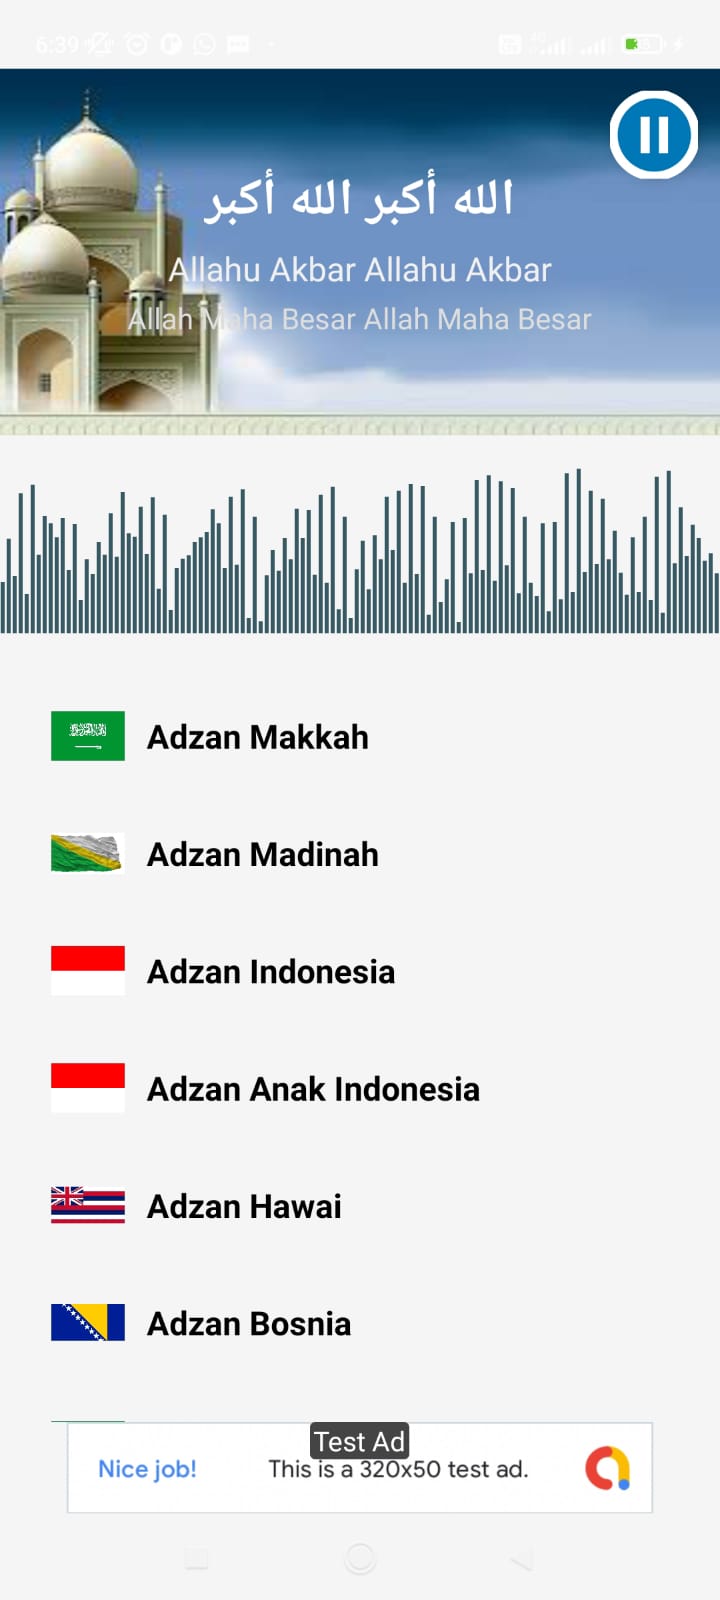 6:39
الله أكبر الله أكبر
Allahu Akbar Allahu Akbar
Allah Maha Besar Allah Maha Besar
Adzan Makkah
Adzan Madinah
Adzan Indonesia
Adzan Anak Indonesia
Adzan Hawai
Adzan Bosnia
Test Ad
Nice job!
This is a 320x50 test ad.